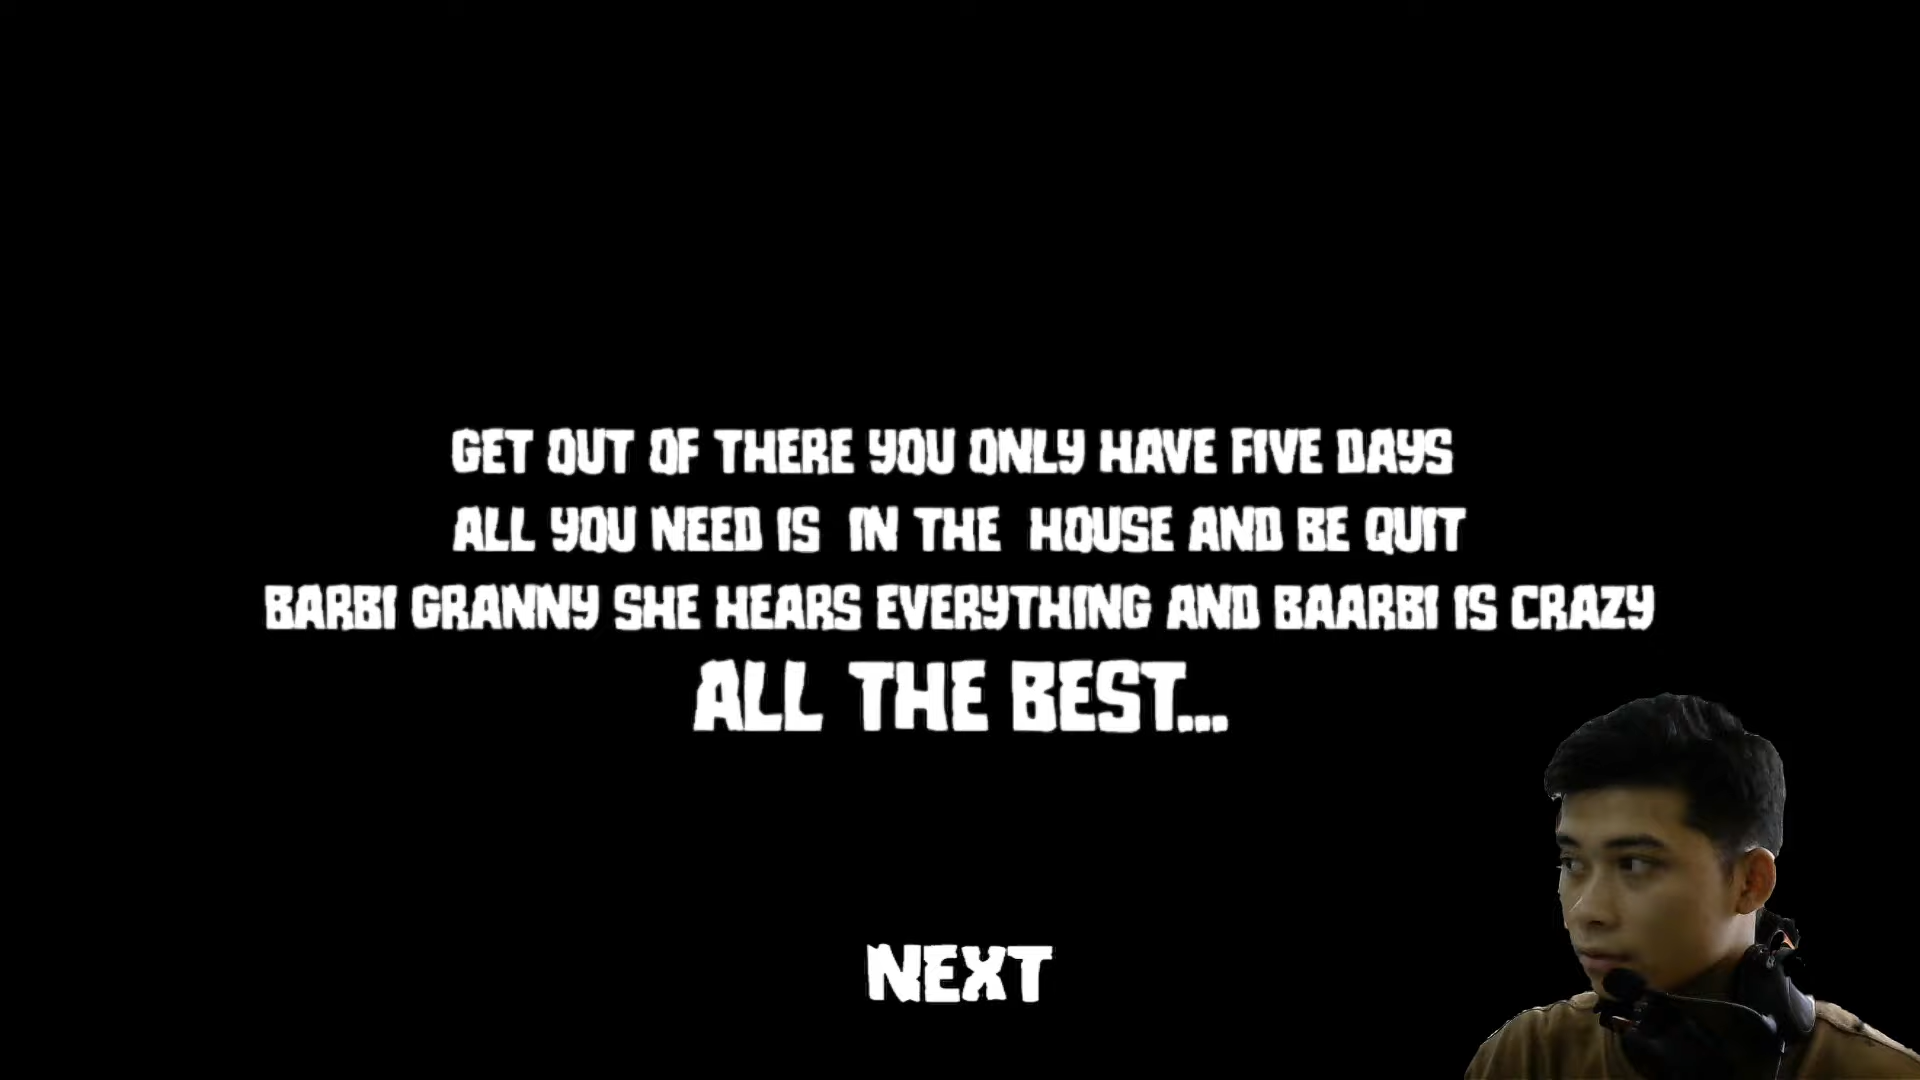 GET OUT OF THERE YOU ONLY HAVE FIVE DAYS
ALL YOU NEED IS IN THE HOUSE AND BE QUIT
BARBI GRANNY SHE HEARS EVERYTHING AND BAARBI IS CRAZY
ALL THE BEST...
NEXT